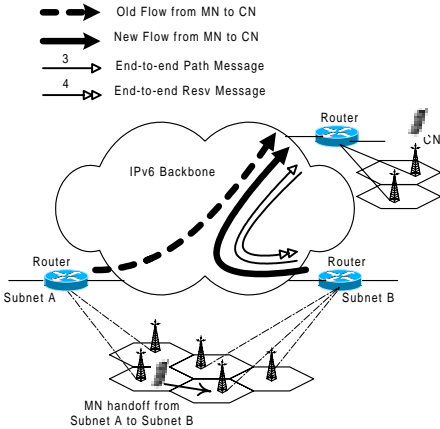 Old Flow from MN to CN
New Flow from MN to CN
3
End-to-end Path Message
4
End-to-end Resv Message
Router
CN
IPv6 Backbone
Router
Router
Subnet A
Subnet B
MN handoff from
Subnet A to Subnet B